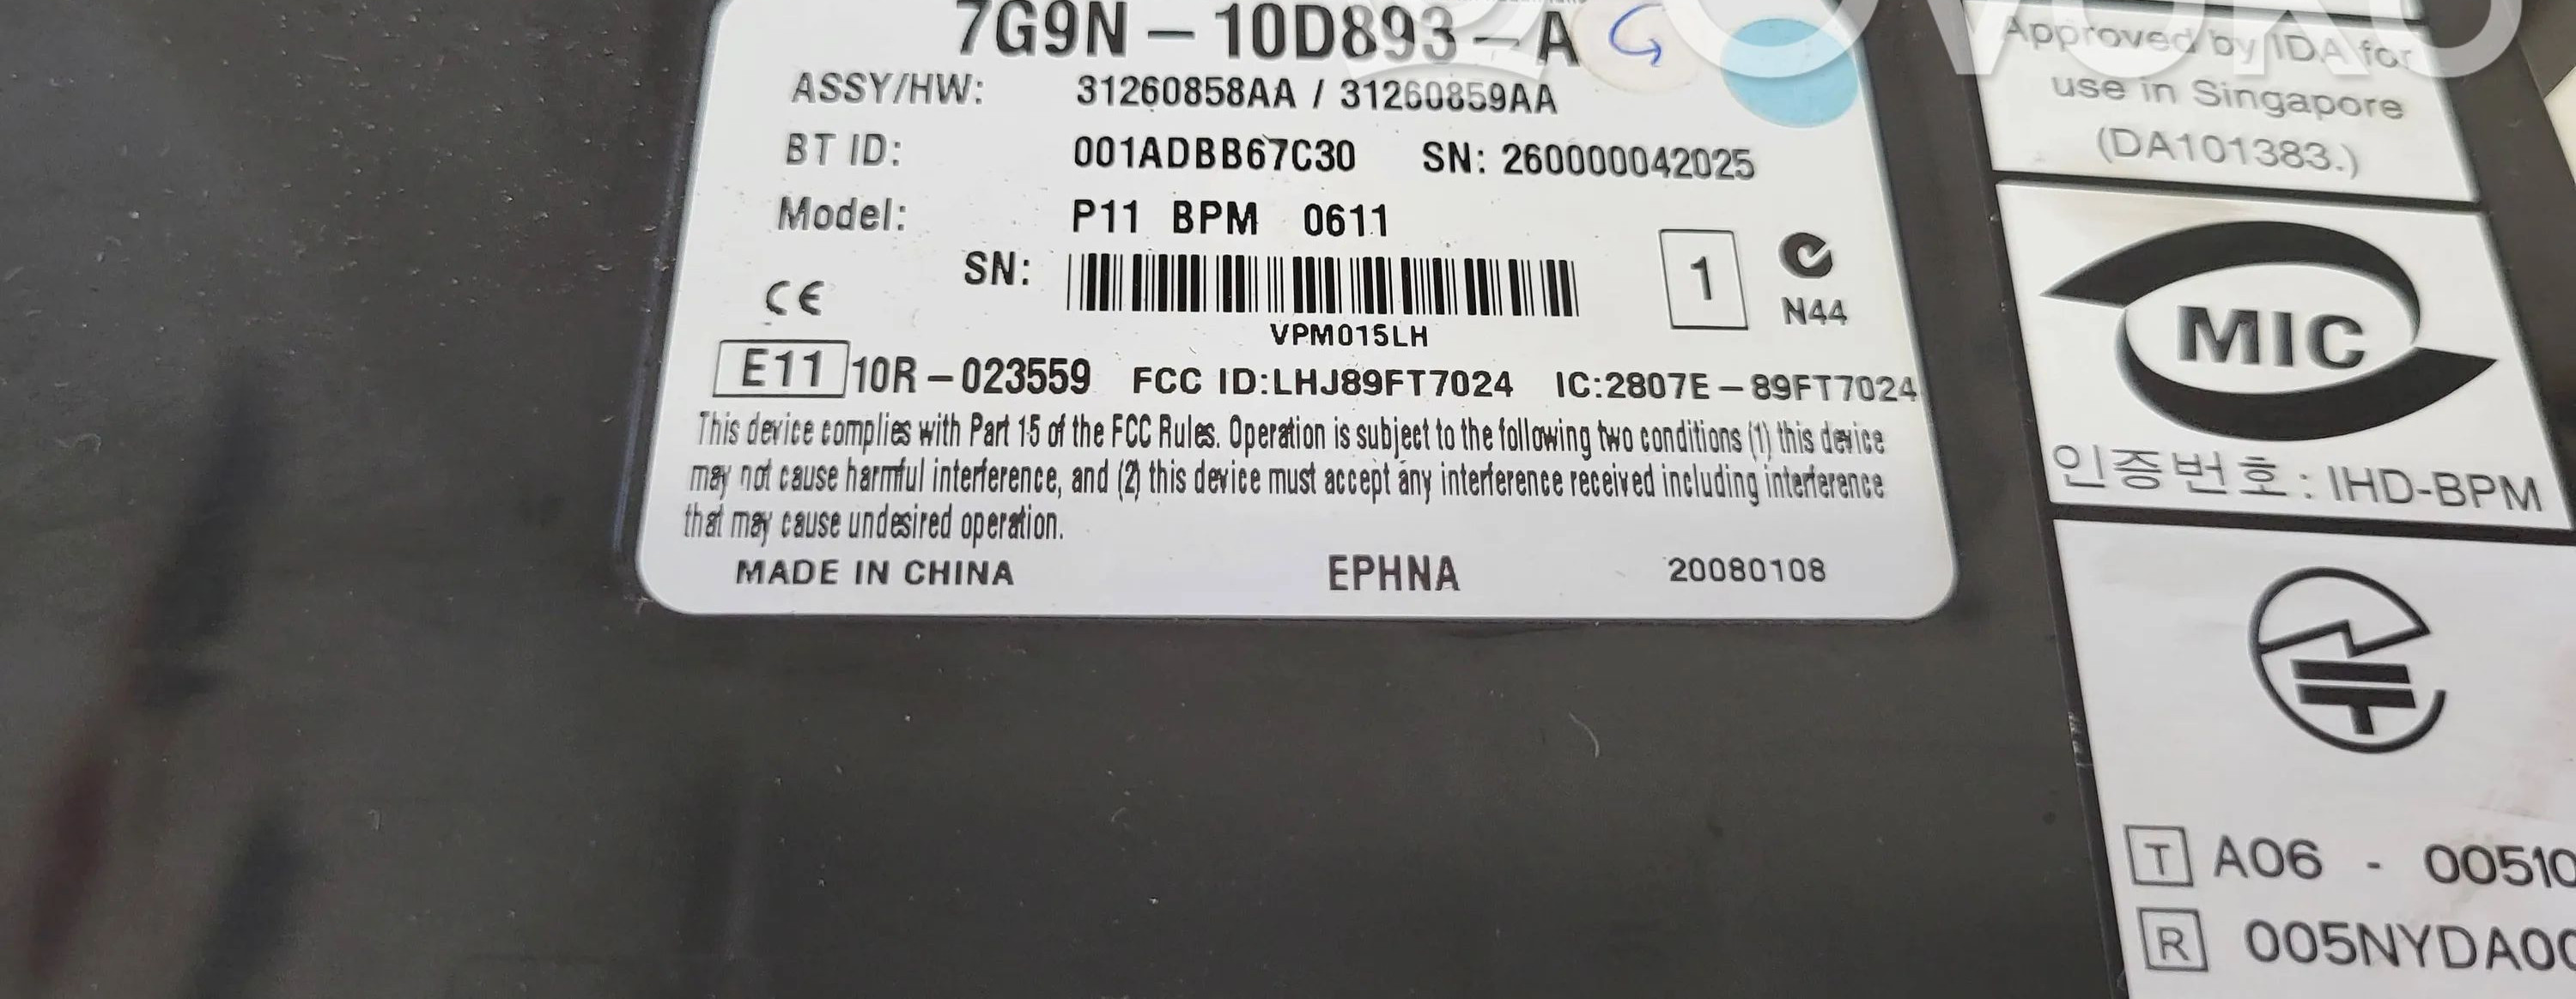 7G9N-10D893-A
ASSY/HW: 31260858AA / 31260859AA
BT ID: 001ADBB67C30 SN: 260000042025
Model: P11 BPM 0611
SN:
1
N44
CE
VPM015LH
E11 10R-023559 FCC ID:LHJ89FT7024 IC:2807E-89FT7024
This device complies with Part 15 of the FCC Rules. Operation is subject to the following two conditions (1) this device
may not cause harmful interference, and (2) this device must accept any interference received including interference
that may cause undesired operation.
MADE IN CHINA EPHNA 20080108
Approved by IDA for
use in Singapore
(DA101383.)
MIC
인증번호: IHD-BPM
T A06 - 00510
R 005NYDA00